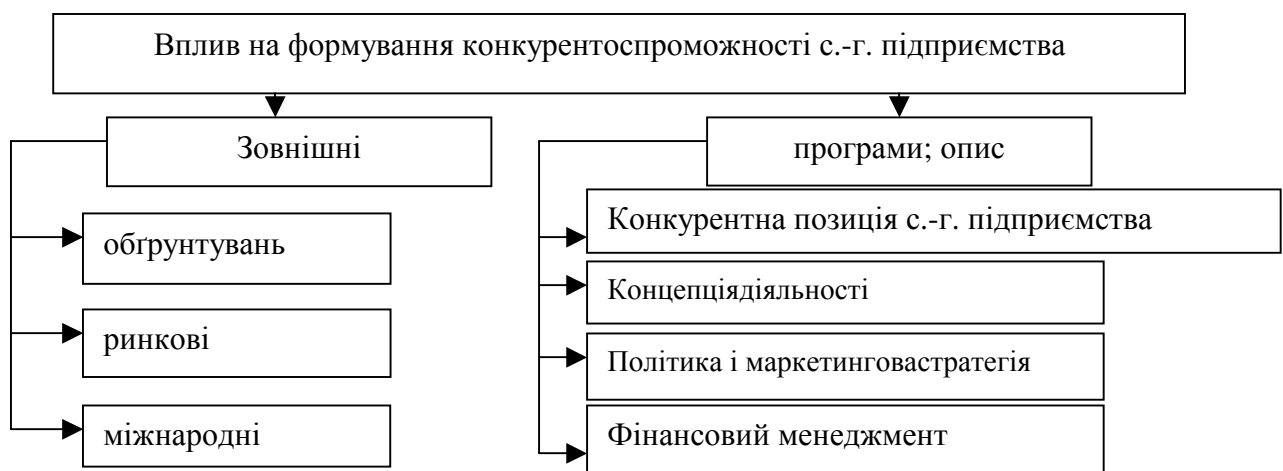 Вплив на формування конкурентоспроможності с.-г. підприємства
Зовнішні
обґрунтувань
ринкові
міжнародні
програми; опис
Конкурентна позиція с.-г. підприємства
Концепціядіяльності
Політика і маркетинговастратегія
Фінансовий менеджмент